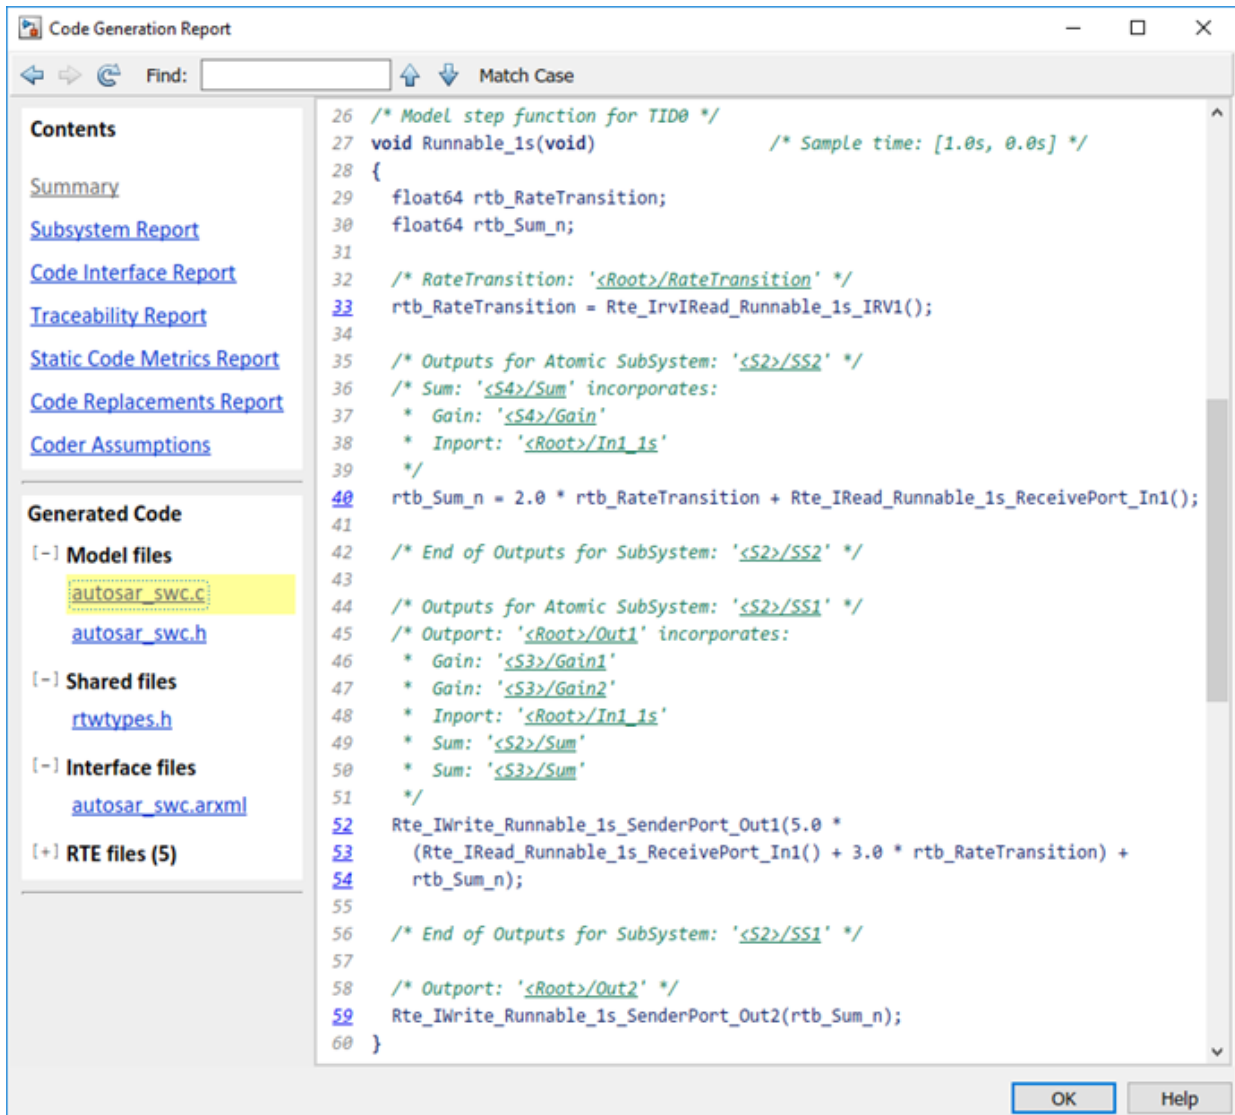 Code Generation Report
Find:
Match Case
Contents
Summary
Subsystem Report
Code Interface Report
Traceability Report
Static Code Metrics Report
Code Replacements Report
Coder Assumptions
Generated Code
[-] Model files
autosar_swc.c
autosar_swc.h
[-] Shared files
rtwtypes.h
[-] Interface files
autosar_swc.arxml
[+] RTE files (5)
26 /* Model step function for TID0 */
27 void Runnable_1s(void) /* Sample time: [1.0s, 0.0s] */
28 {
29 float64 rtb_RateTransition;
30 float64 rtb_Sum_n;
31
32 /* RateTransition: '<Root>/RateTransition' */
33 rtb_RateTransition = Rte_IrvIRead_Runnable_1s_IRV1();
34
35 /* Outputs for Atomic SubSystem: '<S2>/SS2' */
36 /* Sum: '<S4>/Sum' incorporates:
37 * Gain: '<S4>/Gain'
38 * Inport: '<Root>/In1_1s'
39 */
40 rtb_Sum_n = 2.0 * rtb_RateTransition + Rte_IRead_Runnable_1s_ReceivePort_In1();
41
42 /* End of Outputs for SubSystem: '<S2>/SS2' */
43
44 /* Outputs for Atomic SubSystem: '<S2>/SS1' */
45 /* Outport: '<Root>/Out1' incorporates:
46 * Gain: '<S3>/Gain1'
47 * Gain: '<S3>/Gain2'
48 * Inport: '<Root>/In1_1s'
49 * Sum: '<S2>/Sum'
50 * Sum: '<S3>/Sum'
51 */
52 Rte_IWrite_Runnable_1s_SenderPort_Out1(5.0 *
53 (Rte_IRead_Runnable_1s_ReceivePort_In1() + 3.0 * rtb_RateTransition) +
54 rtb_Sum_n);
55
56 /* End of Outputs for SubSystem: '<S2>/SS1' */
57
58 /* Outport: '<Root>/Out2' */
59 Rte_IWrite_Runnable_1s_SenderPort_Out2(rtb_Sum_n);
60 }
OK
Help